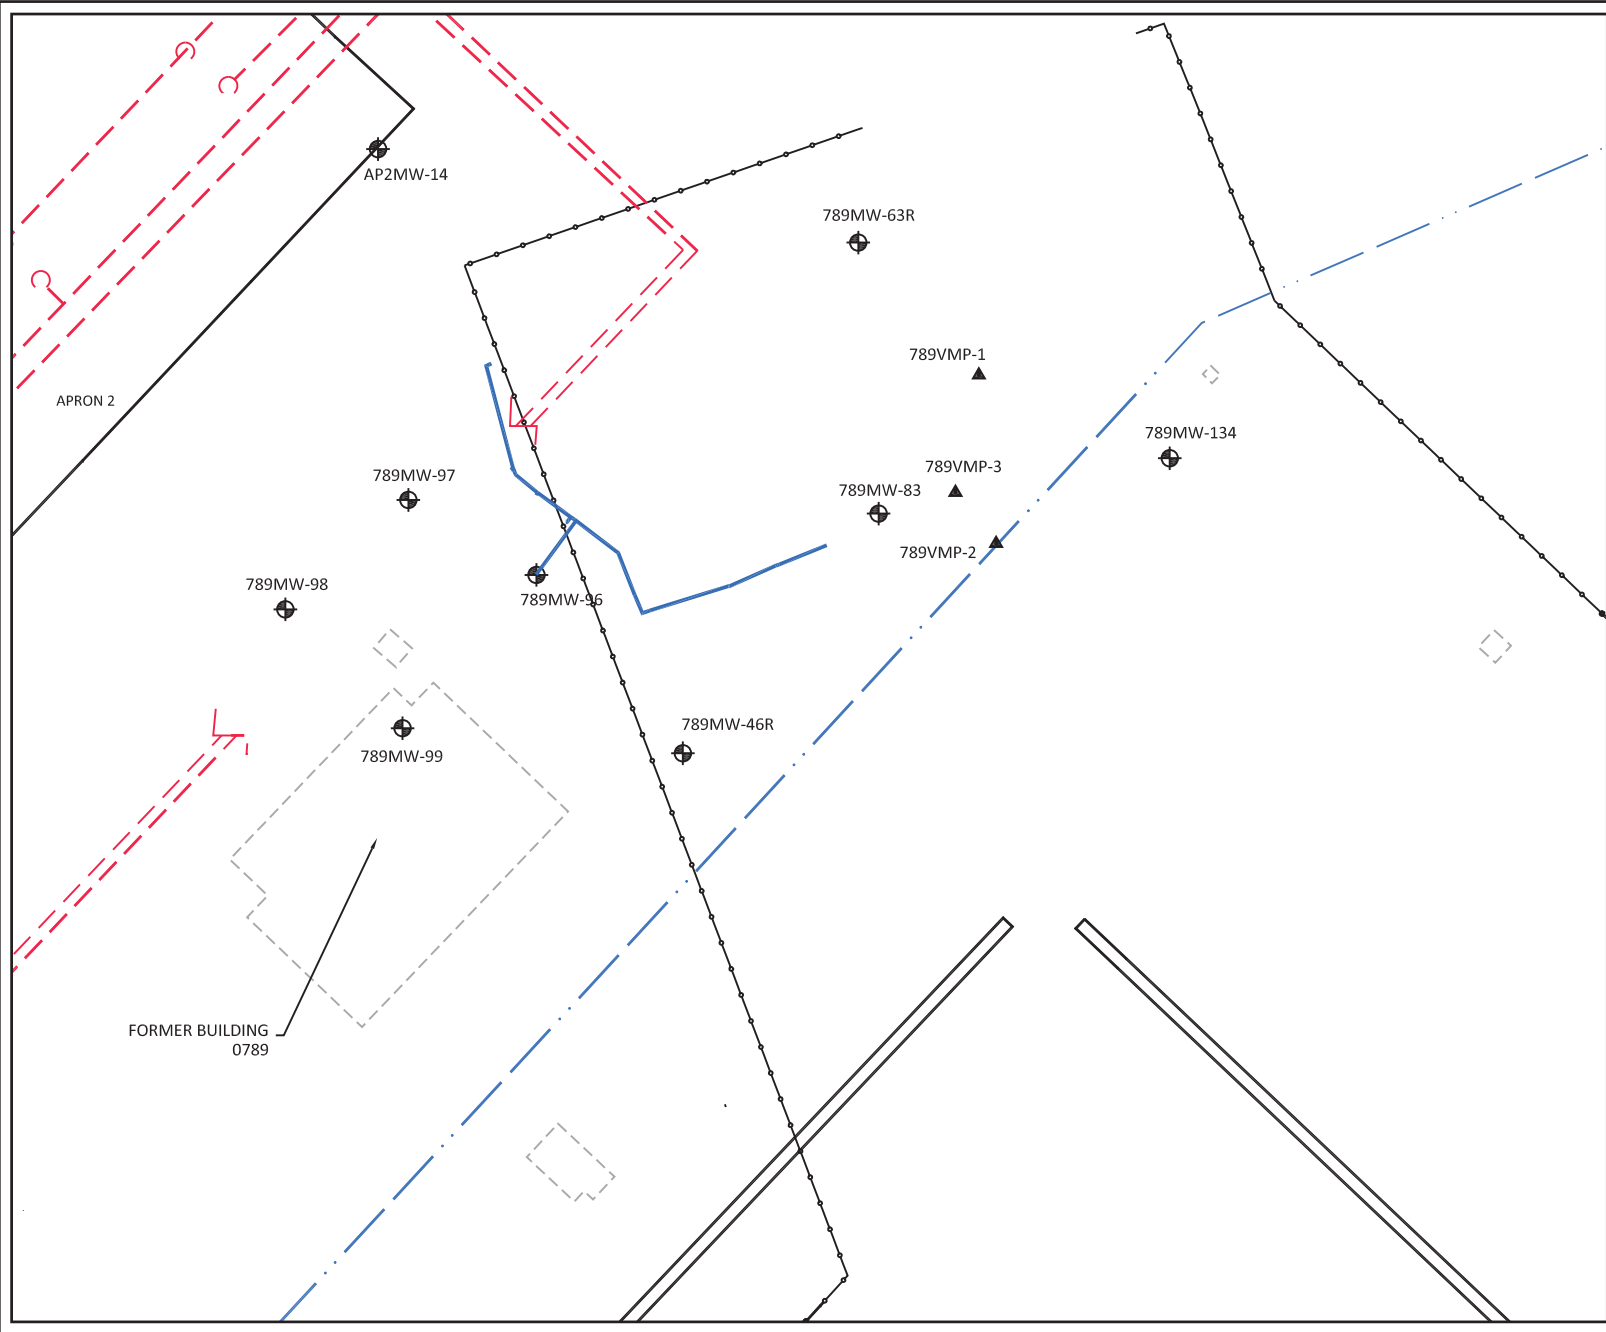 AP2MW-14
789MW-63R
789VMP-1
APRON 2
789MW-134
789VMP-3
789MW-97
789MW-83
789VMP-2
789MW-98
789MW-96
789MW-46R
789MW-99
FORMER BUILDING
0789